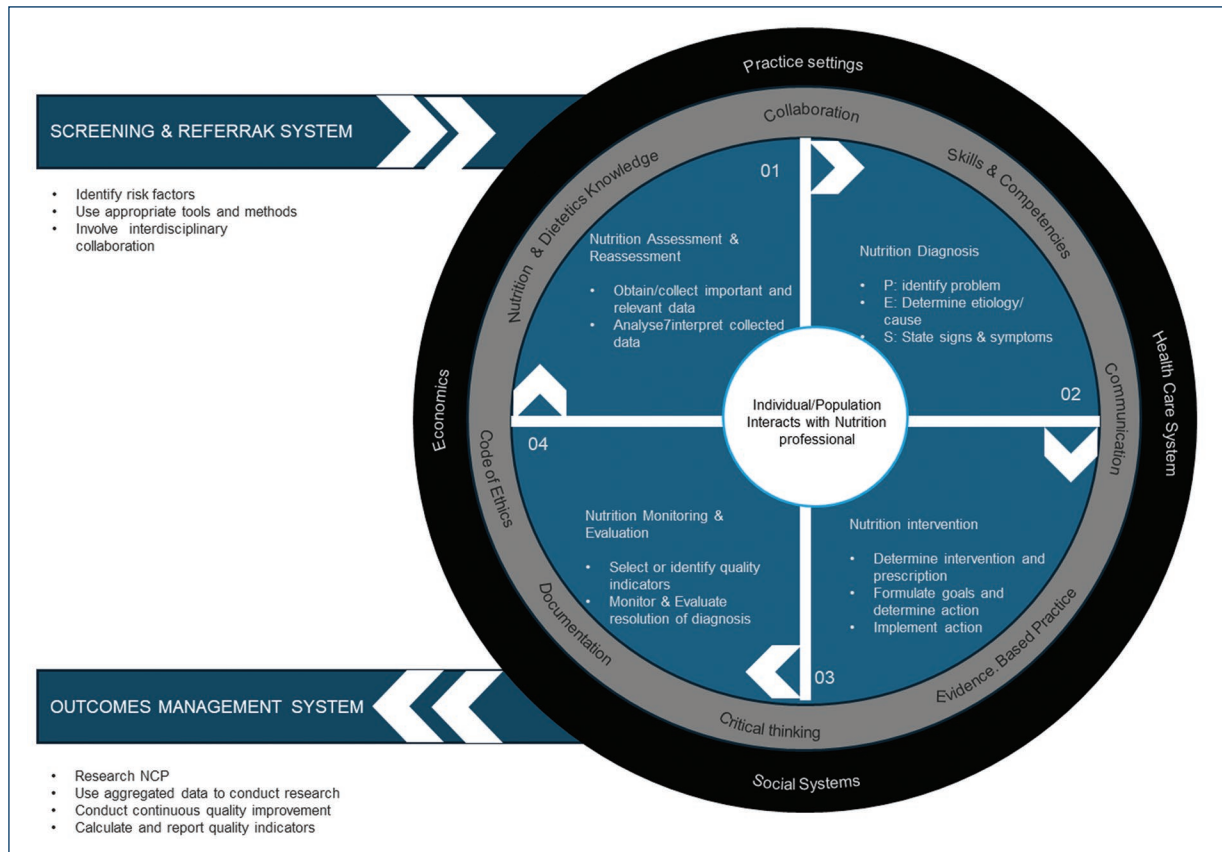 SCREENING & REFERRAK SYSTEM
• Identify risk factors
• Use appropriate tools and methods
• Involve interdisciplinary
collaboration
Practice settings
Health Care System
Social Systems
Economics
Collaboration
Skills & Competencies
Communication
Evidence. Based Practice
Critical thinking
Documentation
Code of Ethics
Nutrition & Dietetics Knowledge
01
Nutrition Assessment &
Reassessment
• Obtain/collect important and
relevant data
• Analyse7interpret collected
data
Nutrition Diagnosis
• P: identify problem
• E: Determine etiology/
cause
• S: State signs & symptoms
02
Individual/Population
Interacts with Nutrition
professional
Nutrition intervention
• Determine intervention and
prescription
• Formulate goals and
determine action
• Implement action
03
04
Nutrition Monitoring &
Evaluation
• Select or identify quality
indicators
• Monitor & Evaluate
resolution of diagnosis
OUTCOMES MANAGEMENT SYSTEM
• Research NCP
• Use aggregated data to conduct research
• Conduct continuous quality improvement
• Calculate and report quality indicators